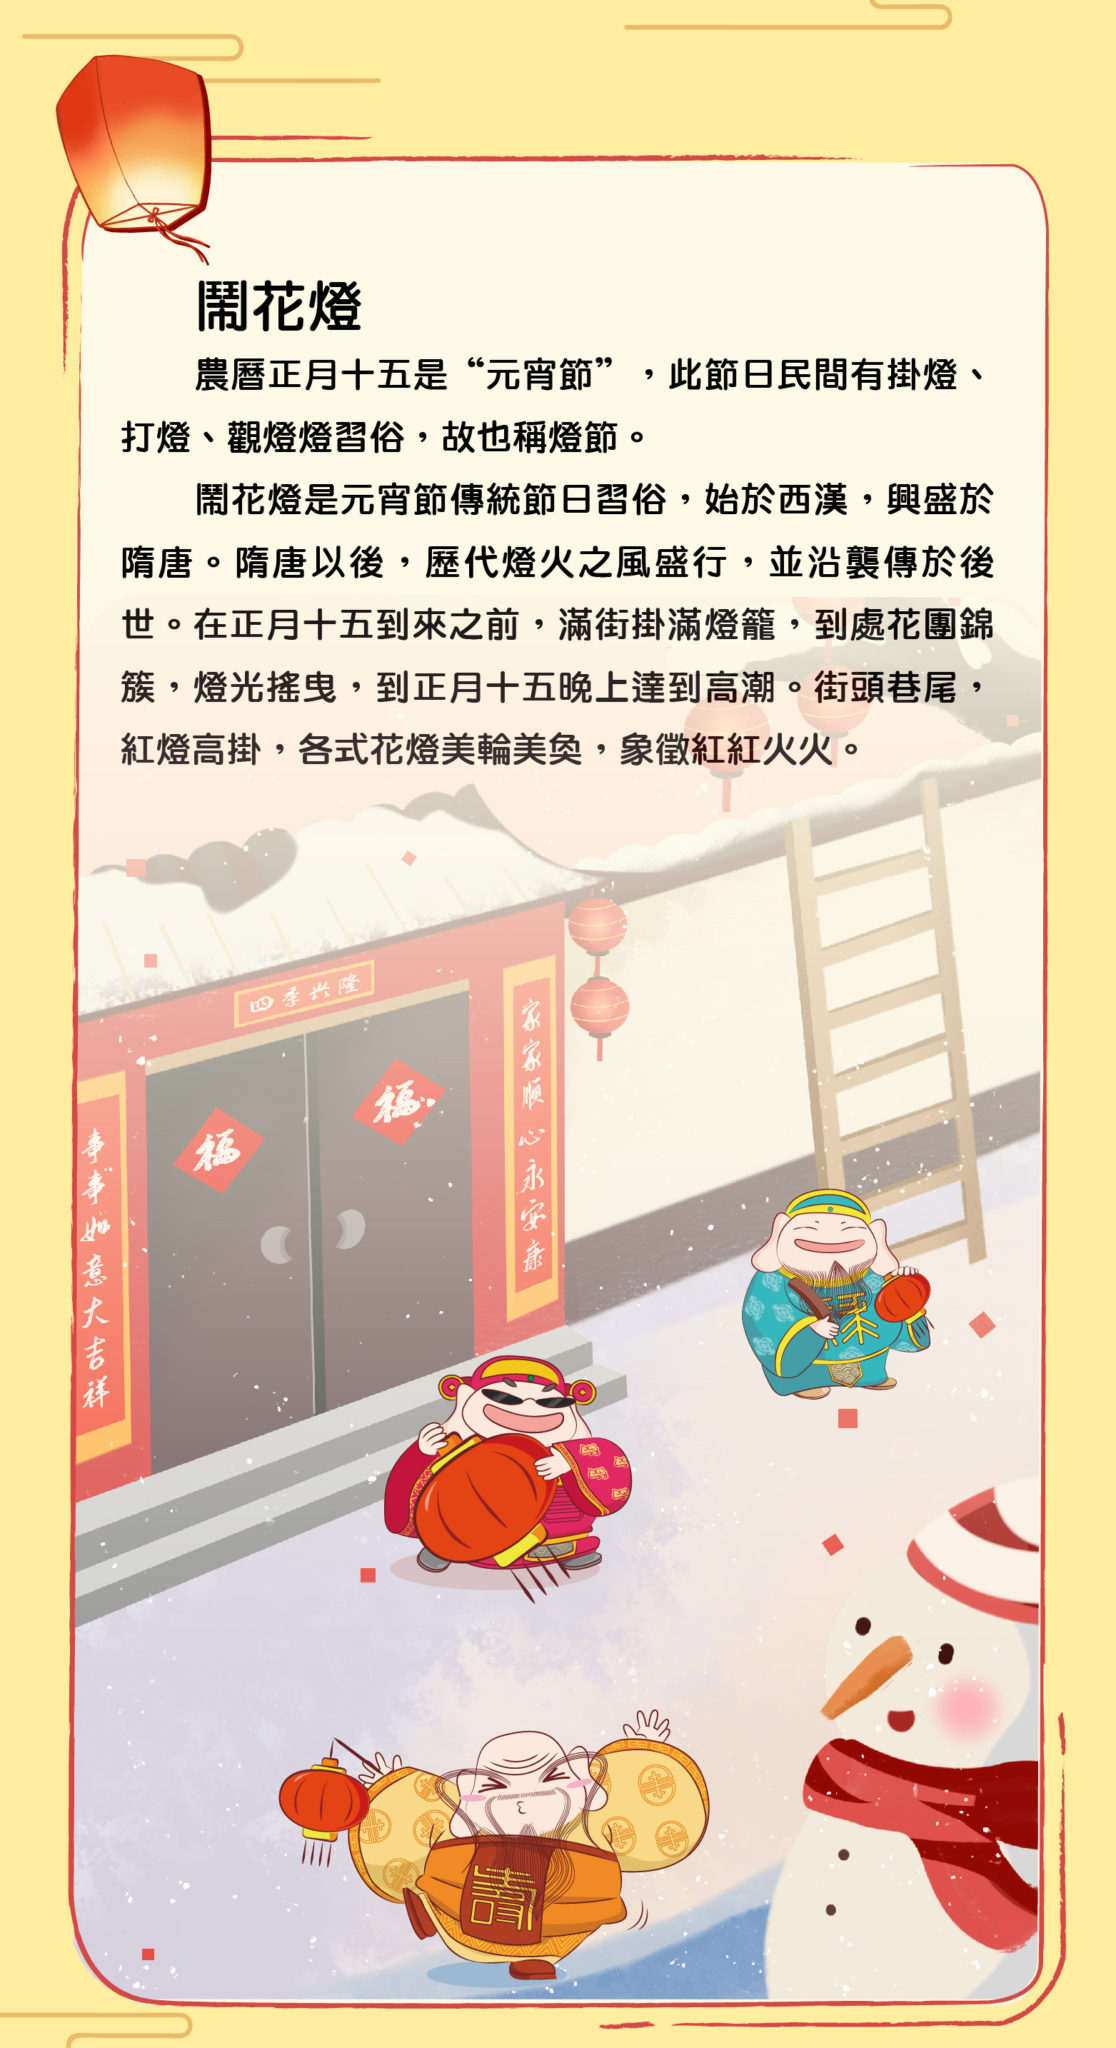 鬧花燈
農曆正月十五是“元宵節”，此節日民間有掛燈、
打燈、觀燈燈習俗，故也稱燈節。
鬧花燈是元宵節傳統節日習俗，始於西漢，興盛於
隋唐。隋唐以後，歷代燈火之風盛行，並沿襲傳於後
世。在正月十五到來之前，滿街掛滿燈籠，到處花團錦
簇，燈光搖曳，到正月十五晚上達到高潮。街頭巷尾，
紅燈高掛，各式花燈美輪美奐，象徵紅紅火火。
四季兴隆
家家順心永安康
福
福
事事如意大吉祥
祿
壽